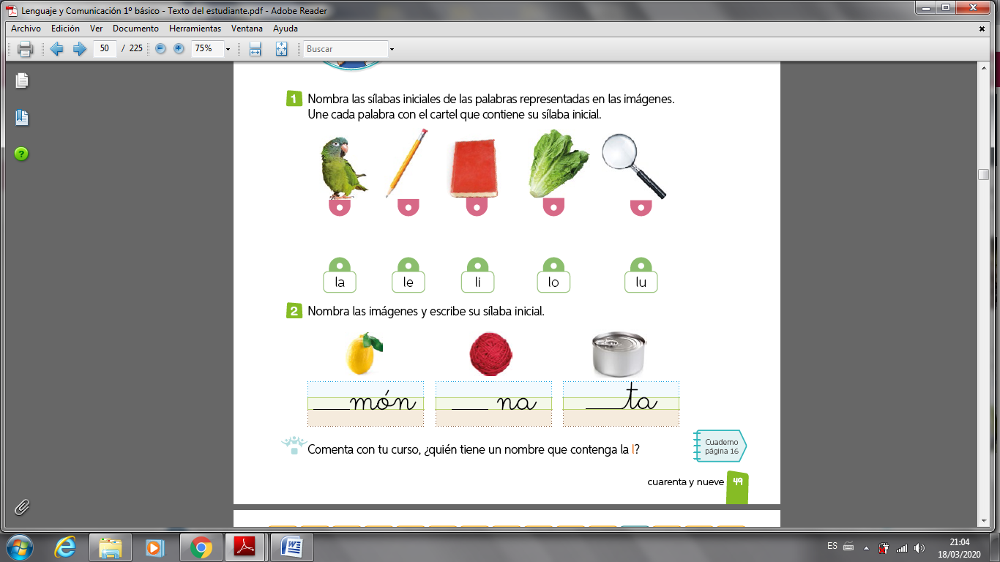 Lenguaje y Comunicación 1º básico - Texto del estudiante.pdf - Adobe Reader
Archivo Edición Ver Documento Herramientas Ventana Ayuda
50 / 225 75% Buscar
1 Nombra las sílabas iniciales de las palabras representadas en las imágenes.
Une cada palabra con el cartel que contiene su sílaba inicial.
la le li lo lu
2 Nombra las imágenes y escribe su sílaba inicial.
____món ____ na ____ta
Comenta con tu curso, ¿quién tiene un nombre que contenga la l?
Cuaderno
página 16
cuarenta y nueve 49
ES 21:04
18/03/2020